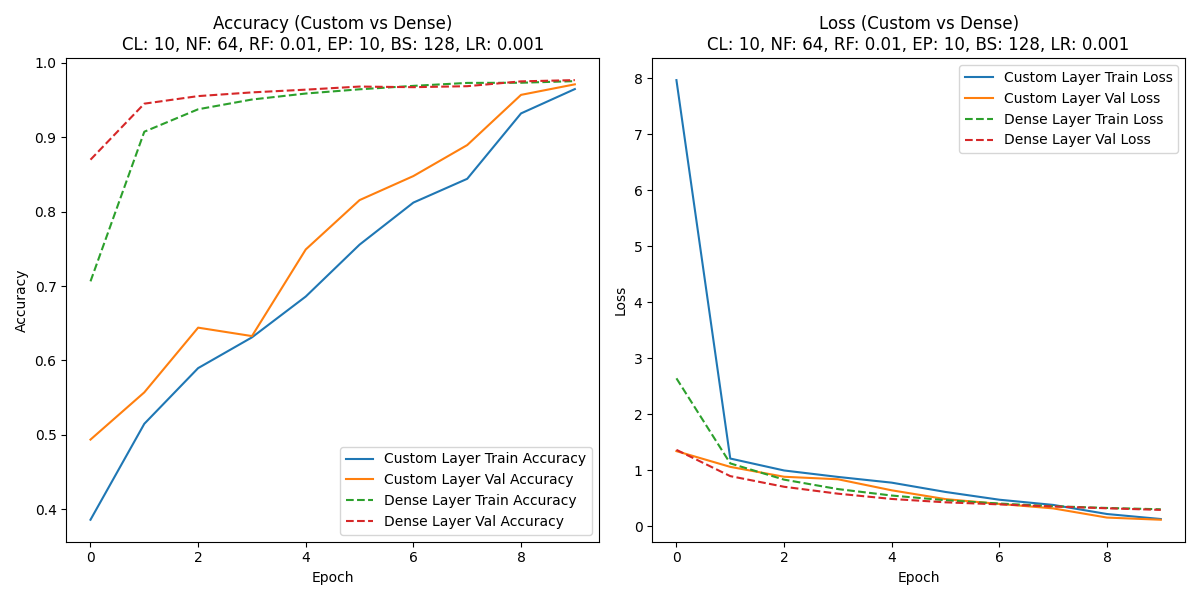 Accuracy (Custom vs Dense)
CL: 10, NF: 64, RF: 0.01, EP: 10, BS: 128, LR: 0.001
1.0
0.9
0.8
0.7
0.6
0.5
0.4
Accuracy
Custom Layer Train Accuracy
Custom Layer Val Accuracy
Dense Layer Train Accuracy
Dense Layer Val Accuracy
0 2 4 6 8
Epoch
Loss (Custom vs Dense)
CL: 10, NF: 64, RF: 0.01, EP: 10, BS: 128, LR: 0.001
8
7
6
5
4
3
2
1
0
Loss
Custom Layer Train Loss
Custom Layer Val Loss
Dense Layer Train Loss
Dense Layer Val Loss
0 2 4 6 8
Epoch